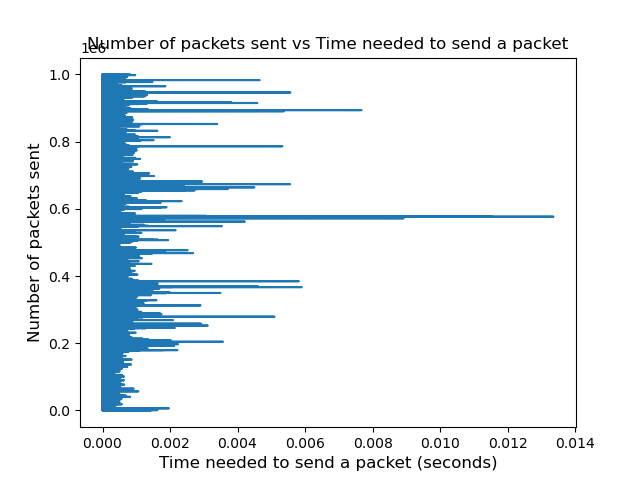 Number of packets sent vs Time needed to send a packet
1e6
1.0
0.8
0.6
0.4
0.2
0.0
Number of packets sent
0.000 0.002 0.004 0.006 0.008 0.010 0.012 0.014
Time needed to send a packet (seconds)